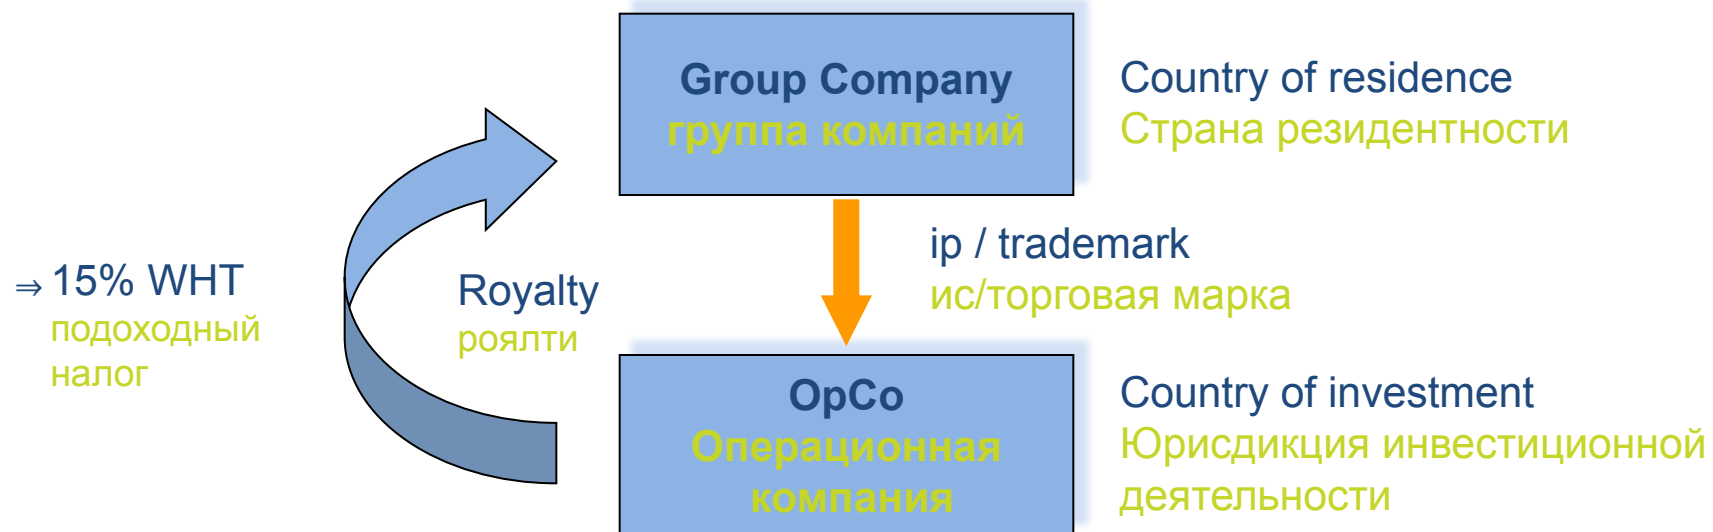 Group Company
группа компаний
Country of residence
Страна резидентности
ip / trademark
ис/торговая марка
⇒ 15% WHT
подоходный
налог
Royalty
роялти
OpCo
Операционная
компания
Country of investment
Юрисдикция инвестиционной
деятельности